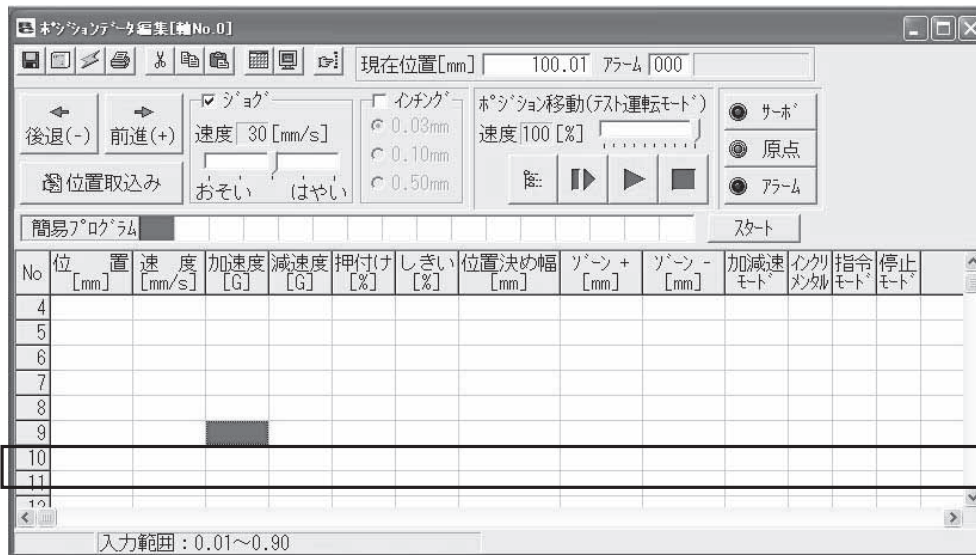 ﾎﾟｼﾞｼｮﾝﾃﾞｰﾀ編集[軸No.0]
現在位置[mm] 100.01 ｱﾗｰﾑ 000
後退(-) 前進(+)
ｼﾞｮｸﾞ
速度 30 [mm/s]
おそい はやい
ｲﾝﾁﾝｸﾞ
0.03mm
0.10mm
0.50mm
ﾎﾟｼﾞｼｮﾝ移動(ﾃｽﾄ運転ﾓｰﾄﾞ)
速度 100 [%]
ｻｰﾎﾞ
原点
ｱﾗｰﾑ
位置取込み
簡易ﾌﾟﾛｸﾞﾗﾑ ｽﾀｰﾄ
No 位置[mm] 速度[mm/s] 加速度[G] 減速度[G] 押付け[%] しきい[%] 位置決め幅[mm] ｿﾞｰﾝ +[mm] ｿﾞｰﾝ -[mm] 加減速ﾓｰﾄﾞ ｲﾝｸﾘﾒﾝﾀﾙ 指令ﾓｰﾄﾞ 停止ﾓｰﾄﾞ
4
5
6
7
8
9
10
11
12
入力範囲：0.01～0.90